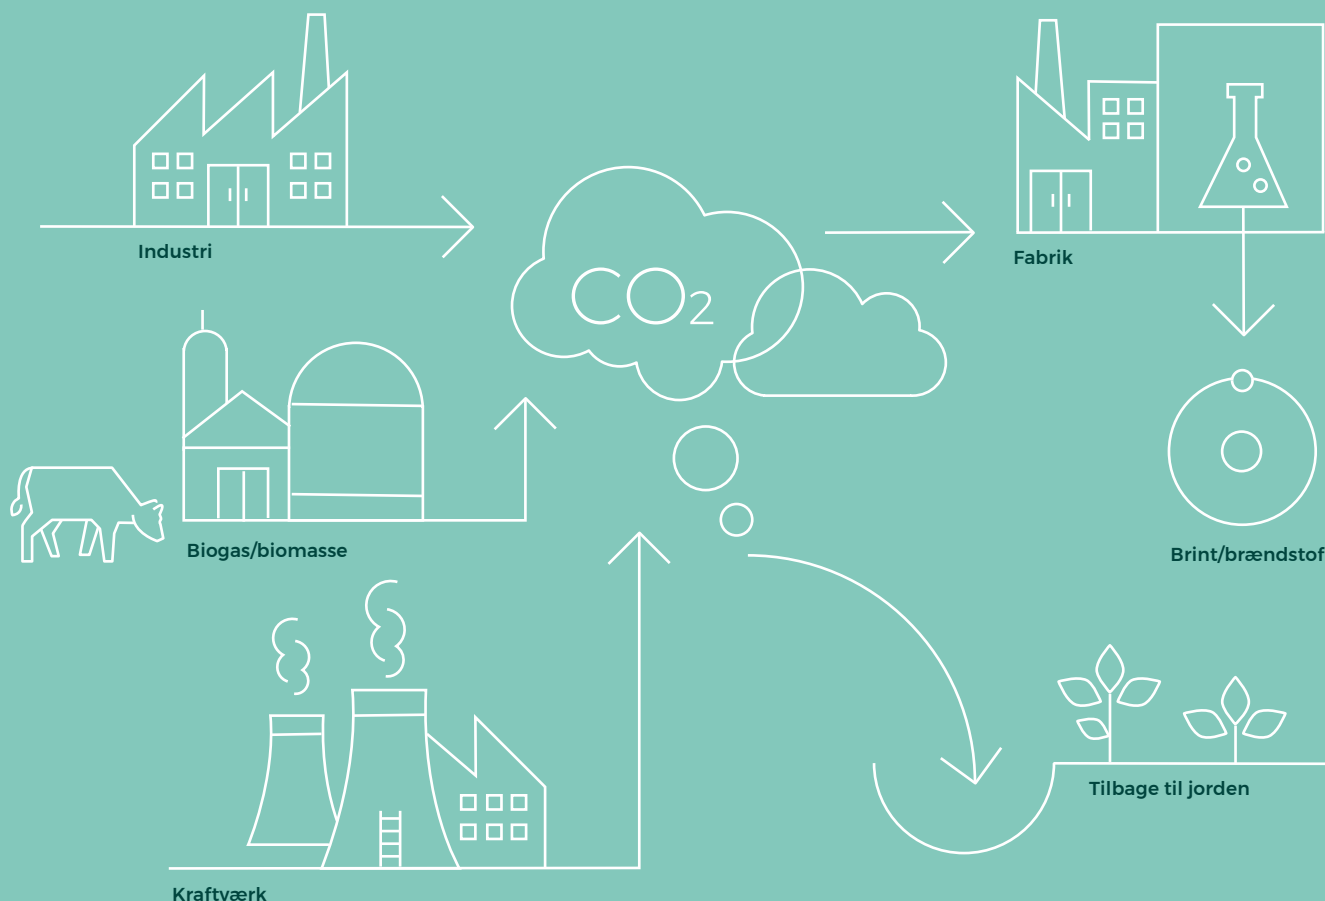 Industri
Fabrik
CO2
Biogas/biomasse
Brint/brændstof
Tilbage til jorden
Kraftværk